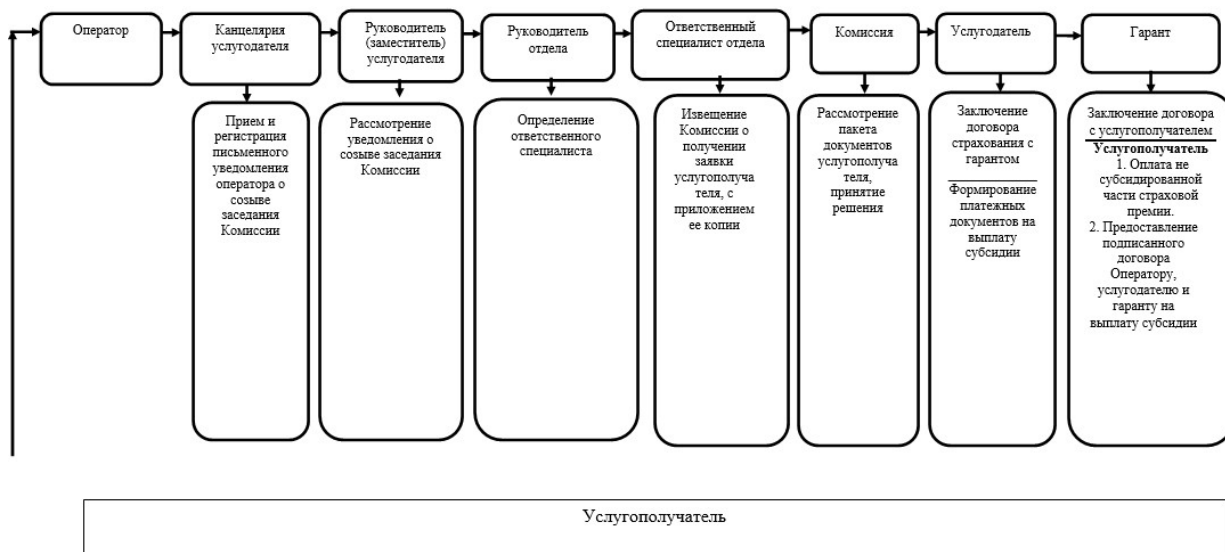 Оператор
Канцелярия
услугодателя
Руководитель
(заместитель)
услугодателя
Руководитель
отдела
Ответственный
специалист отдела
Комиссия
Услугодатель
Гарант
Прием и
регистрация
письменного
уведомления
оператора о
созыве
заседания
Комиссии
Рассмотрение
уведомления о
созыве заседания
Комиссии
Определение
ответственного
специалиста
Извещение
Комиссии о
получении
заявки
услугополуча
теля, с
приложением
ее копии
Рассмотрение
пакета
документов
услугополуча
теля,
принятие
решения
Заключение
договора
страхования с
гарантом
Формирование
платежных
документов на
выплату
субсидии
Заключение договора
с услугополучателем
Услугополучатель
1. Оплата не
субсидированной
части страховой
премии.
2. Предоставление
подписанного
договора
Оператору,
услугодателю и
гаранту на
выплату субсидии
Услугополучатель